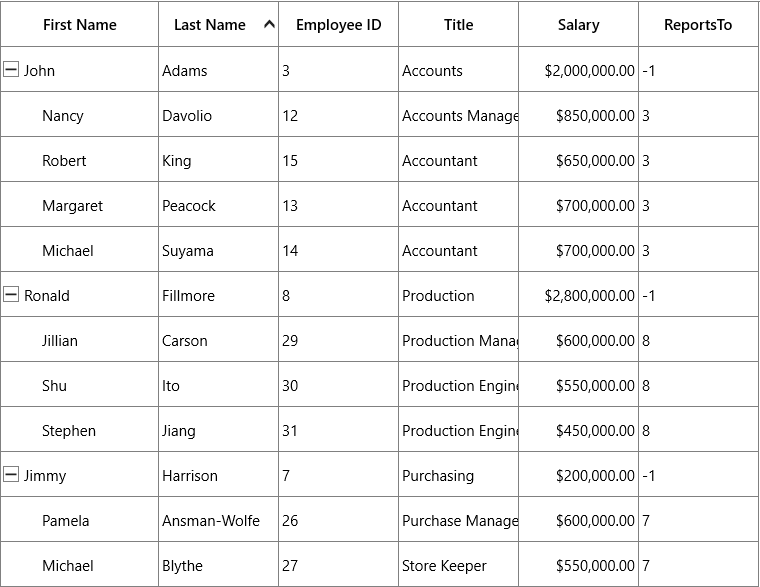 First Name Last Name Employee ID Title Salary ReportsTo
John Adams 3 Accounts $2,000,000.00 -1
Nancy Davolio 12 Accounts Manage $850,000.00 3
Robert King 15 Accountant $650,000.00 3
Margaret Peacock 13 Accountant $700,000.00 3
Michael Suyama 14 Accountant $700,000.00 3
Ronald Fillmore 8 Production $2,800,000.00 -1
Jillian Carson 29 Production Mana $600,000.00 8
Shu Ito 30 Production Engin $550,000.00 8
Stephen Jiang 31 Production Engin $450,000.00 8
Jimmy Harrison 7 Purchasing $200,000.00 -1
Pamela Ansman-Wolfe 26 Purchase Manage $600,000.00 7
Michael Blythe 27 Store Keeper $550,000.00 7